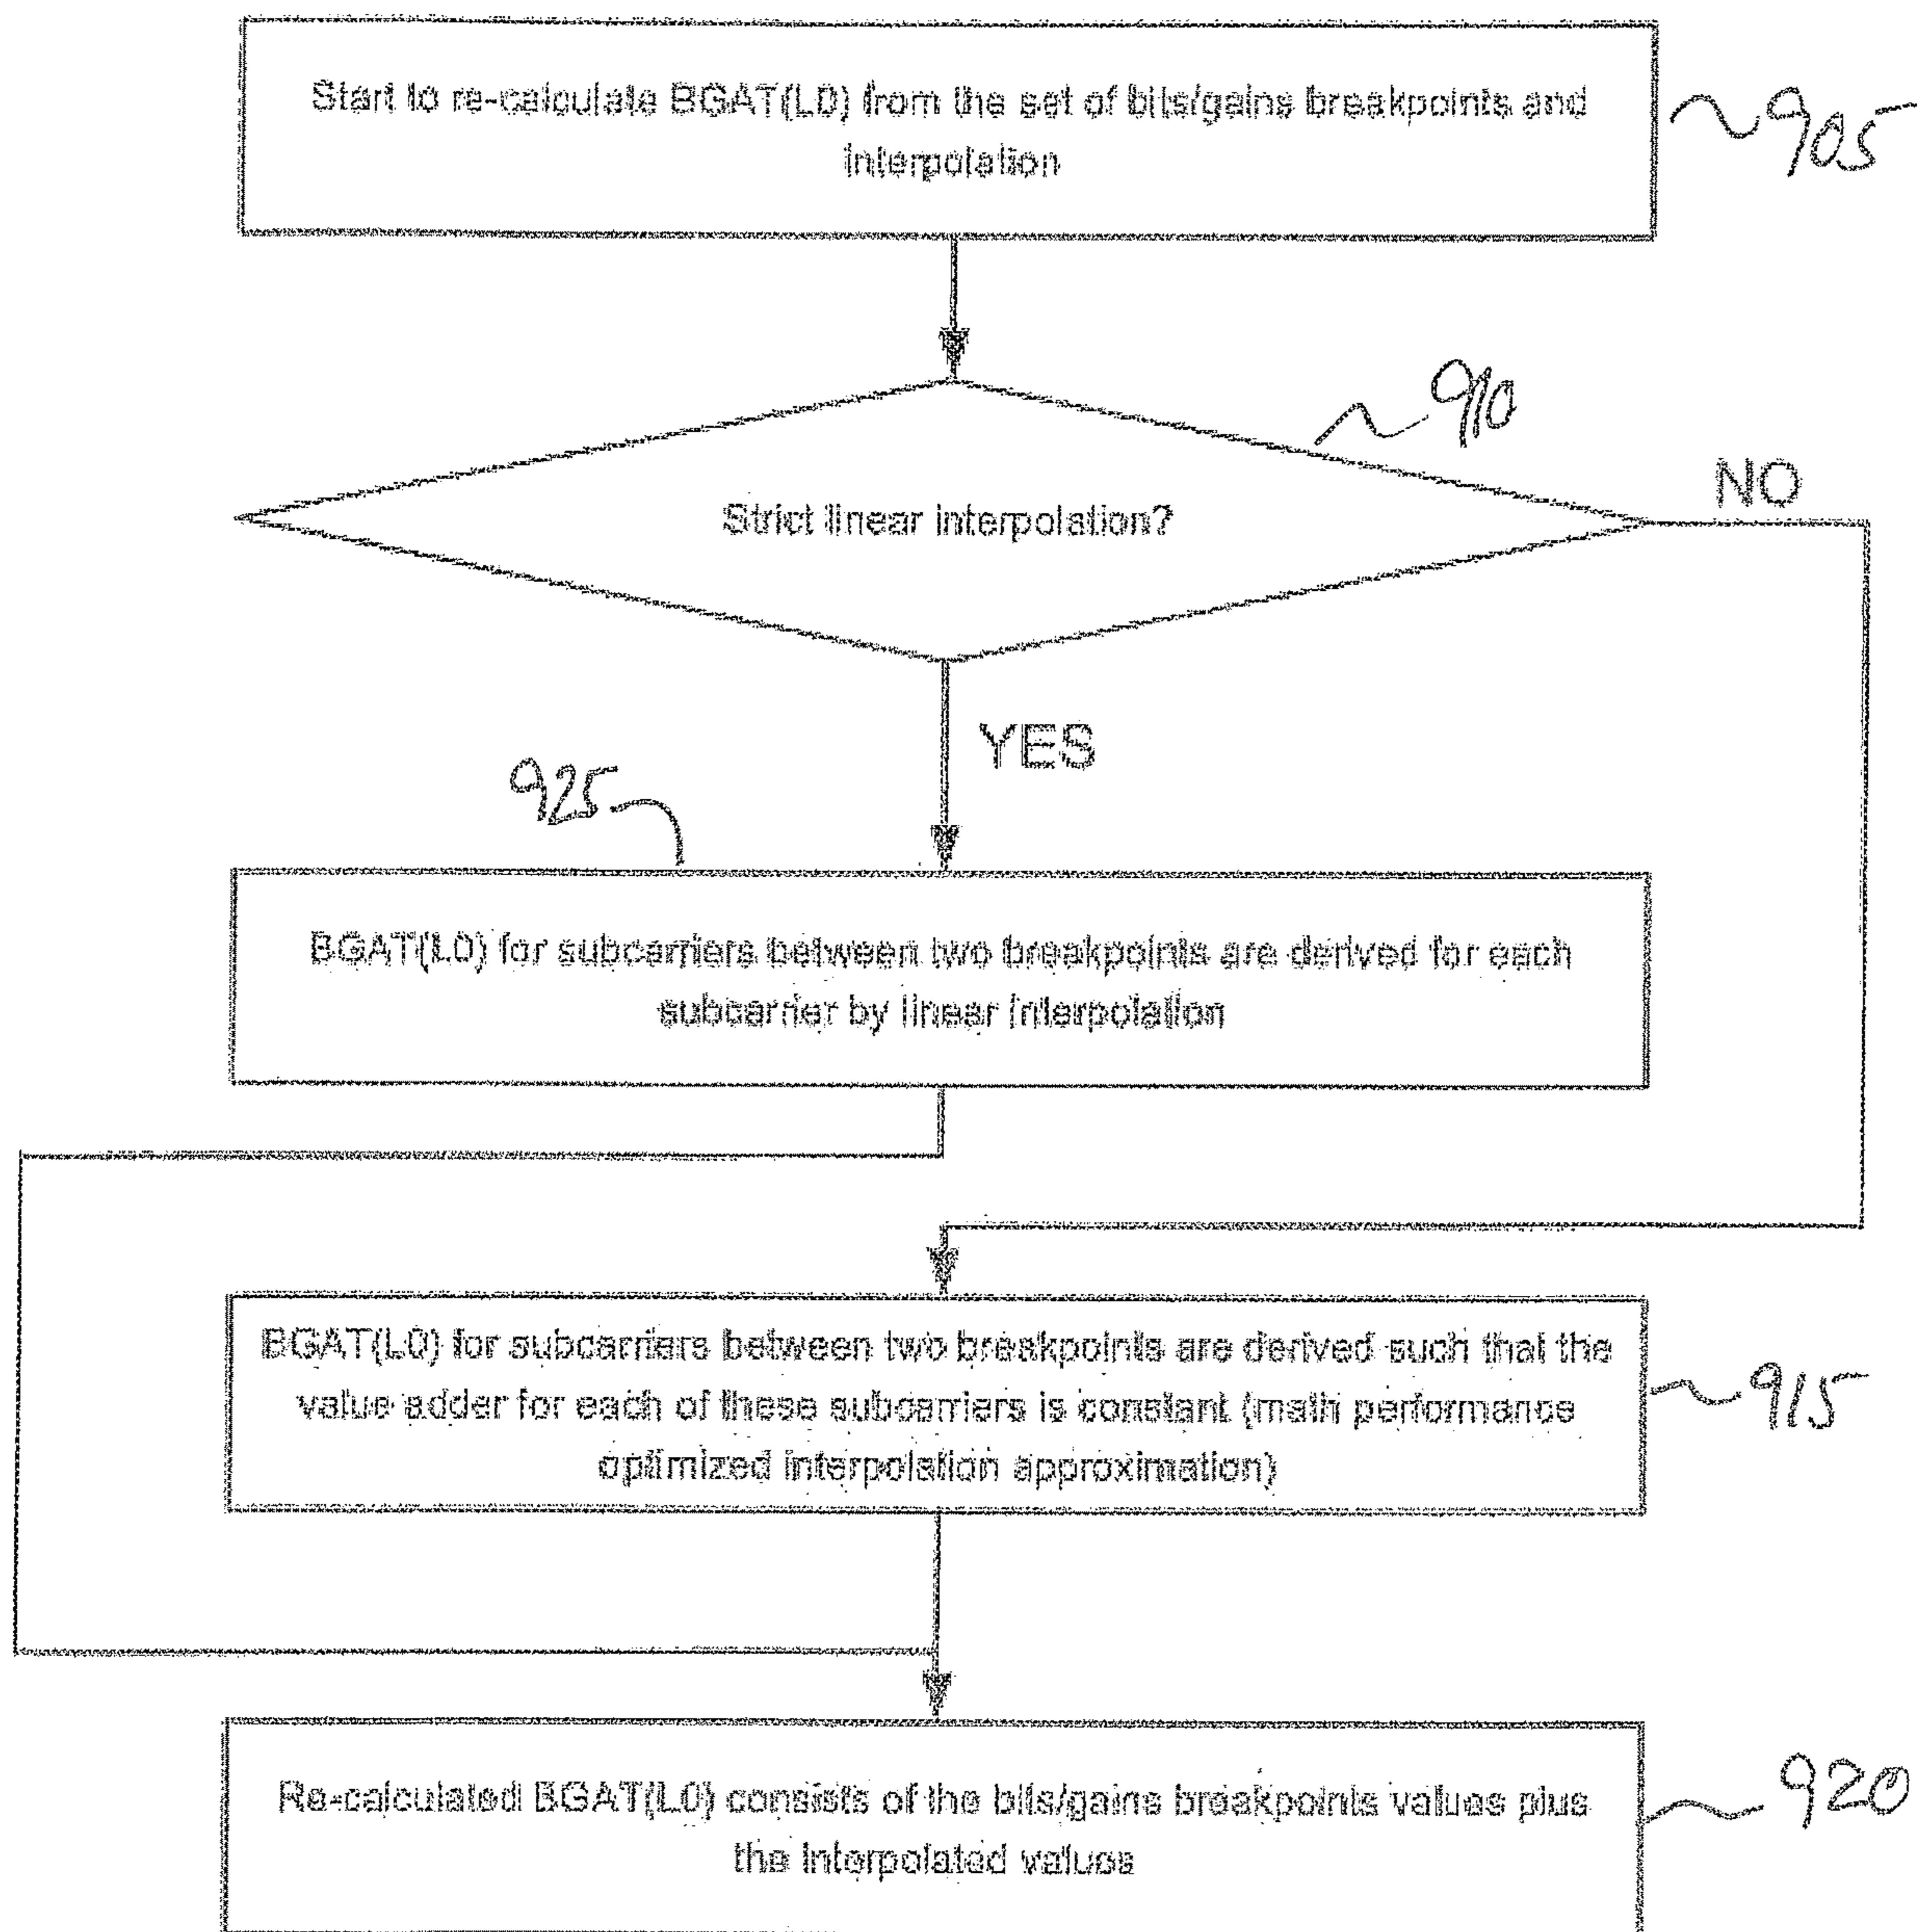 Start to re-calculate BGAT(L0) from the set of bits/gains breakpoints and
interpolation
905
910
NO
Strict linear interpolation?
YES
925
BGAT(L0) for subcarriers between two breakpoints are derived for each
subcarrier by linear interpolation
BGAT(L0) for subcarriers between two breakpoints are derived such that the
value adder for each of these subcarriers is constant (math performance
optimized interpolation approximation)
915
Re-calculated BGAT(L0) consists of the bits/gains breakpoints values plus
the interpolated values
920